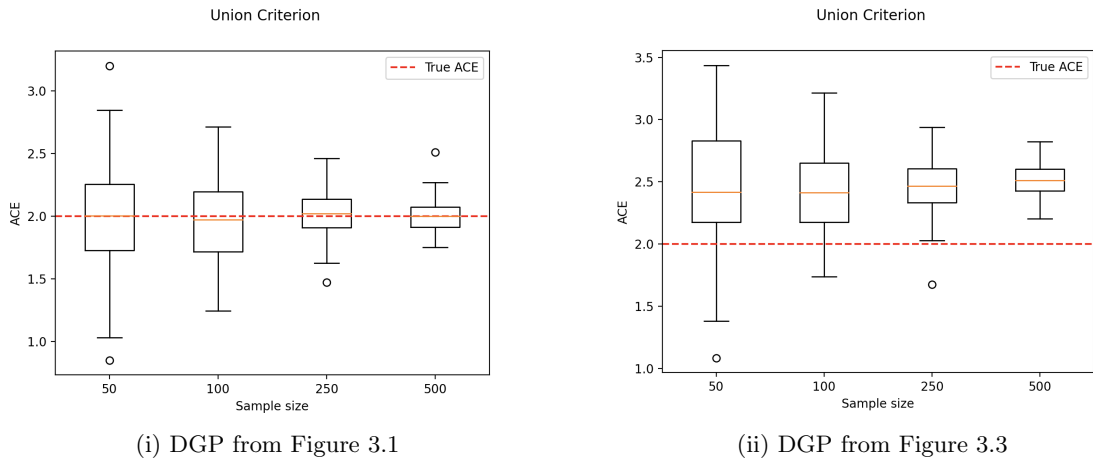 Union Criterion
True ACE
3.0
2.5
2.0
1.5
1.0
ACE
50 100 250 500
Sample size
(i) DGP from Figure 3.1
Union Criterion
True ACE
3.5
3.0
2.5
2.0
1.5
1.0
ACE
50 100 250 500
Sample size
(ii) DGP from Figure 3.3